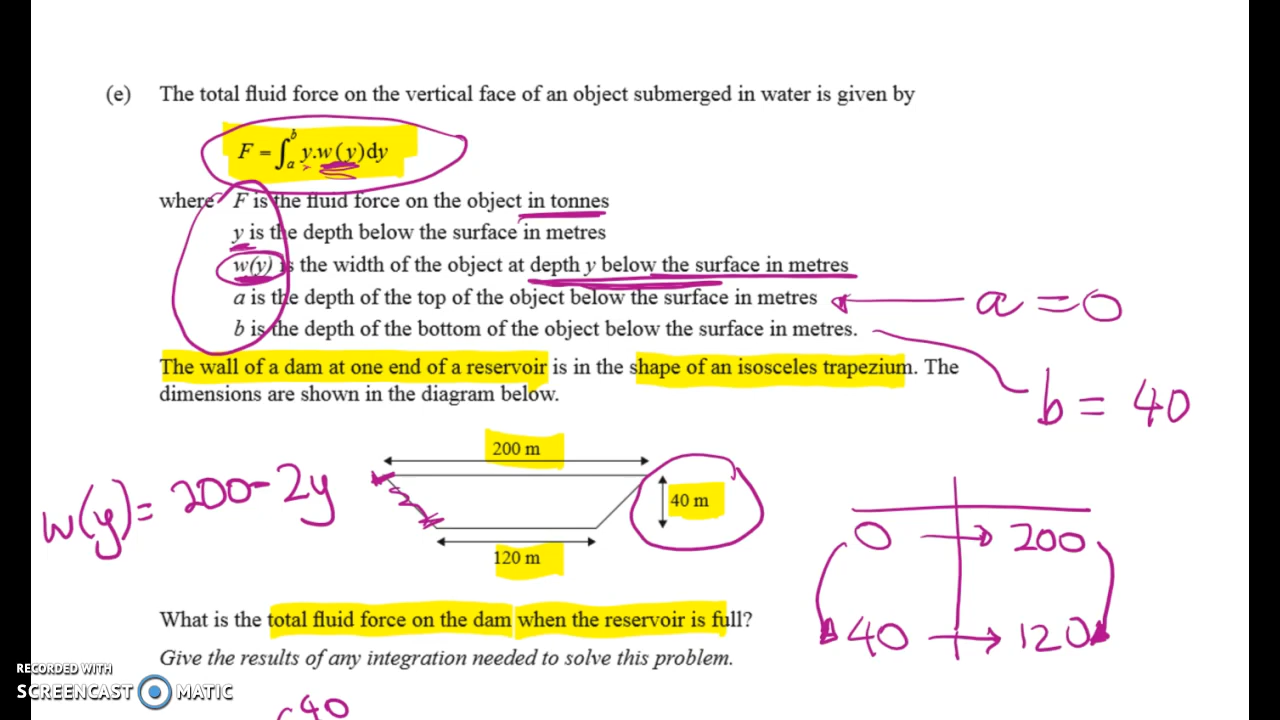 (e) The total fluid force on the vertical face of an object submerged in water is given by
F = ∫ₐᵇ y.w(y)dy
where F is the fluid force on the object in tonnes
y is the depth below the surface in metres
w(y) is the width of the object at depth y below the surface in metres
a is the depth of the top of the object below the surface in metres
a = 0
b is the depth of the bottom of the object below the surface in metres.
b = 40
The wall of a dam at one end of a reservoir is in the shape of an isosceles trapezium. The
dimensions are shown in the diagram below.
200 m
w(y) = 200 - 2y
40 m
120 m
0 → 200
40 → 120
What is the total fluid force on the dam when the reservoir is full?
Give the results of any integration needed to solve this problem.
RECORDED WITH
SCREENCAST MATIC
40